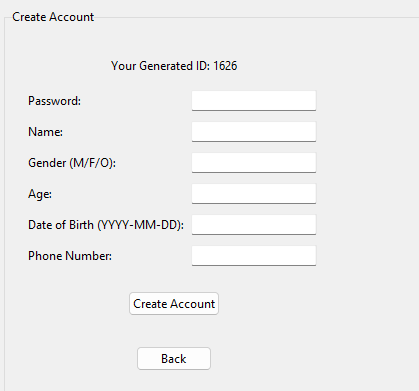 Create Account
Your Generated ID: 1626
Password:
Name:
Gender (M/F/O):
Age:
Date of Birth (YYYY-MM-DD):
Phone Number:
Create Account
Back